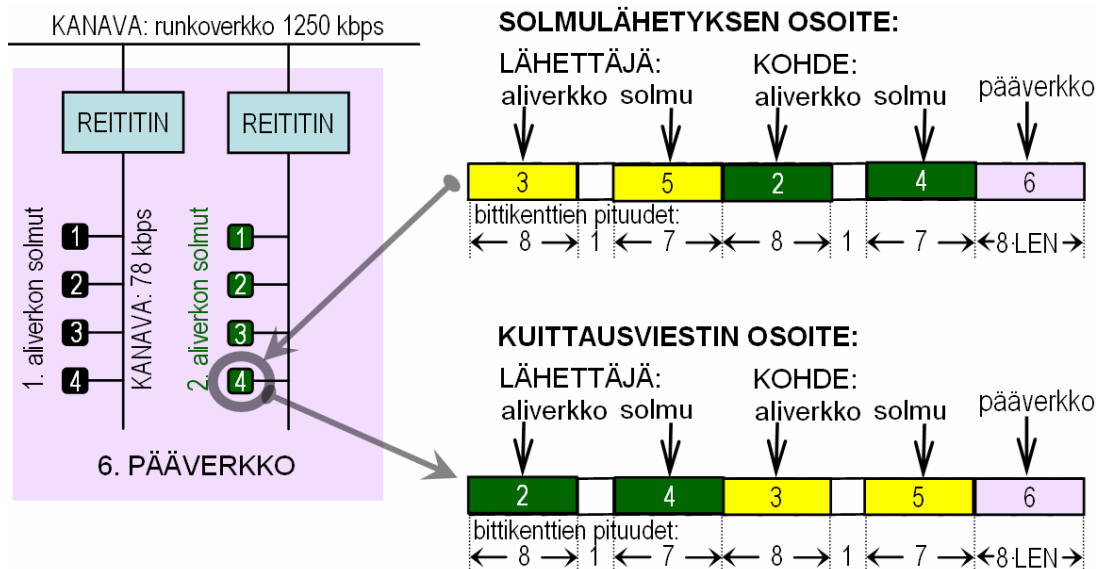 KANAVA: runkoverkko 1250 kbps
REITITIN
REITITIN
1. aliverkon solmut
1
2
3
4
KANAVA: 78 kbps
2. aliverkon solmut
1
2
3
4
6. PÄÄVERKKO
SOLMULÄHETYKSEN OSOITE:
LÄHETTÄJÄ: KOHDE:
aliverkko solmu aliverkko solmu pääverkko
3 5 2 4 6
bittikenttien pituudet:
8 1 7 8 1 7 8·LEN
KUITTAUSVIESTIN OSOITE:
LÄHETTÄJÄ: KOHDE:
aliverkko solmu aliverkko solmu pääverkko
2 4 3 5 6
bittikenttien pituudet:
8 1 7 8 1 7 8·LEN